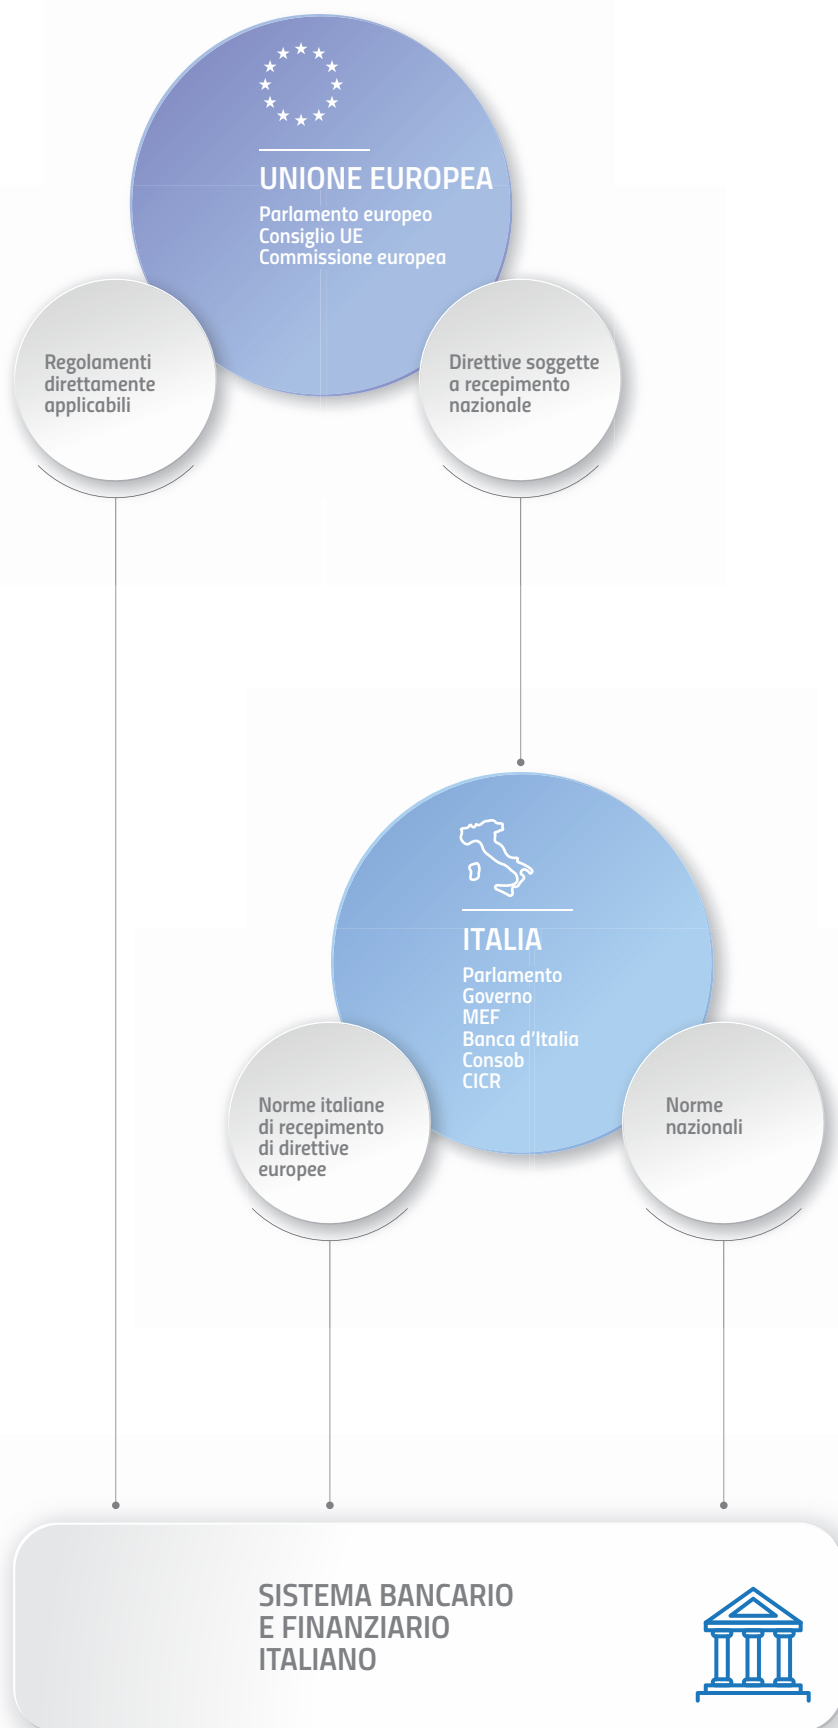 UNIONE EUROPEA
Parlamento europeo
Consiglio UE
Commissione europea
Regolamenti
direttamente
applicabili
Direttive soggette
a recepimento
nazionale
ITALIA
Parlamento
Governo
MEF
Banca d'Italia
Consob
CICR
Norme italiane
di recepimento
di direttive
europee
Norme
nazionali
SISTEMA BANCARIO
E FINANZIARIO
ITALIANO